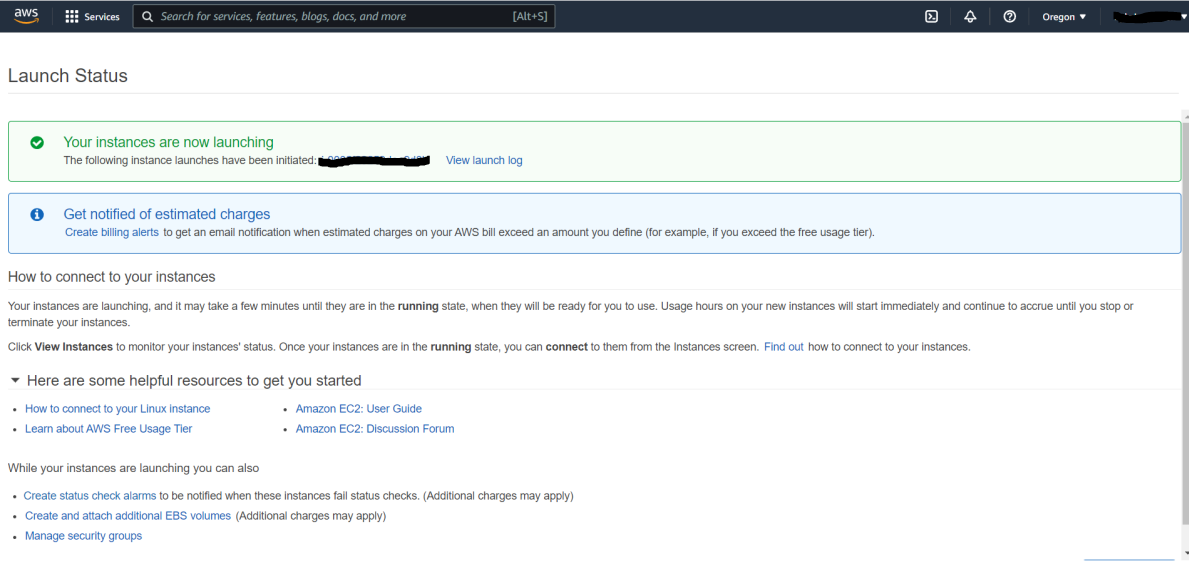 aws
Services
Search for services, features, blogs, docs, and more [Alt+S]
Oregon
Launch Status
Your instances are now launching
The following instance launches have been initiated: View launch log
Get notified of estimated charges
Create billing alerts to get an email notification when estimated charges on your AWS bill exceed an amount you define (for example, if you exceed the free usage tier).
How to connect to your instances
Your instances are launching, and it may take a few minutes until they are in the running state, when they will be ready for you to use. Usage hours on your new instances will start immediately and continue to accrue until you stop or
terminate your instances.
Click View Instances to monitor your instances' status. Once your instances are in the running state, you can connect to them from the Instances screen. Find out how to connect to your instances.
Here are some helpful resources to get you started
• How to connect to your Linux instance
• Learn about AWS Free Usage Tier
• Amazon EC2: User Guide
• Amazon EC2: Discussion Forum
While your instances are launching you can also
• Create status check alarms to be notified when these instances fail status checks. (Additional charges may apply)
• Create and attach additional EBS volumes (Additional charges may apply)
• Manage security groups